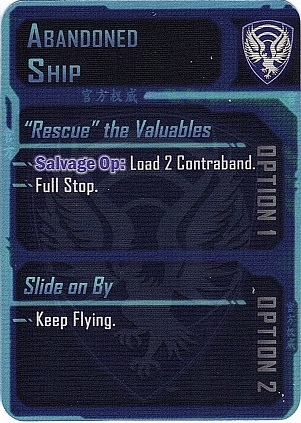 ABANDONED
SHIP
官方权威
"Rescue" the Valuables
Salvage Op: Load 2 Contraband.
Full Stop.
OPTION 1
Slide on By
Keep Flying.
OPTION 2